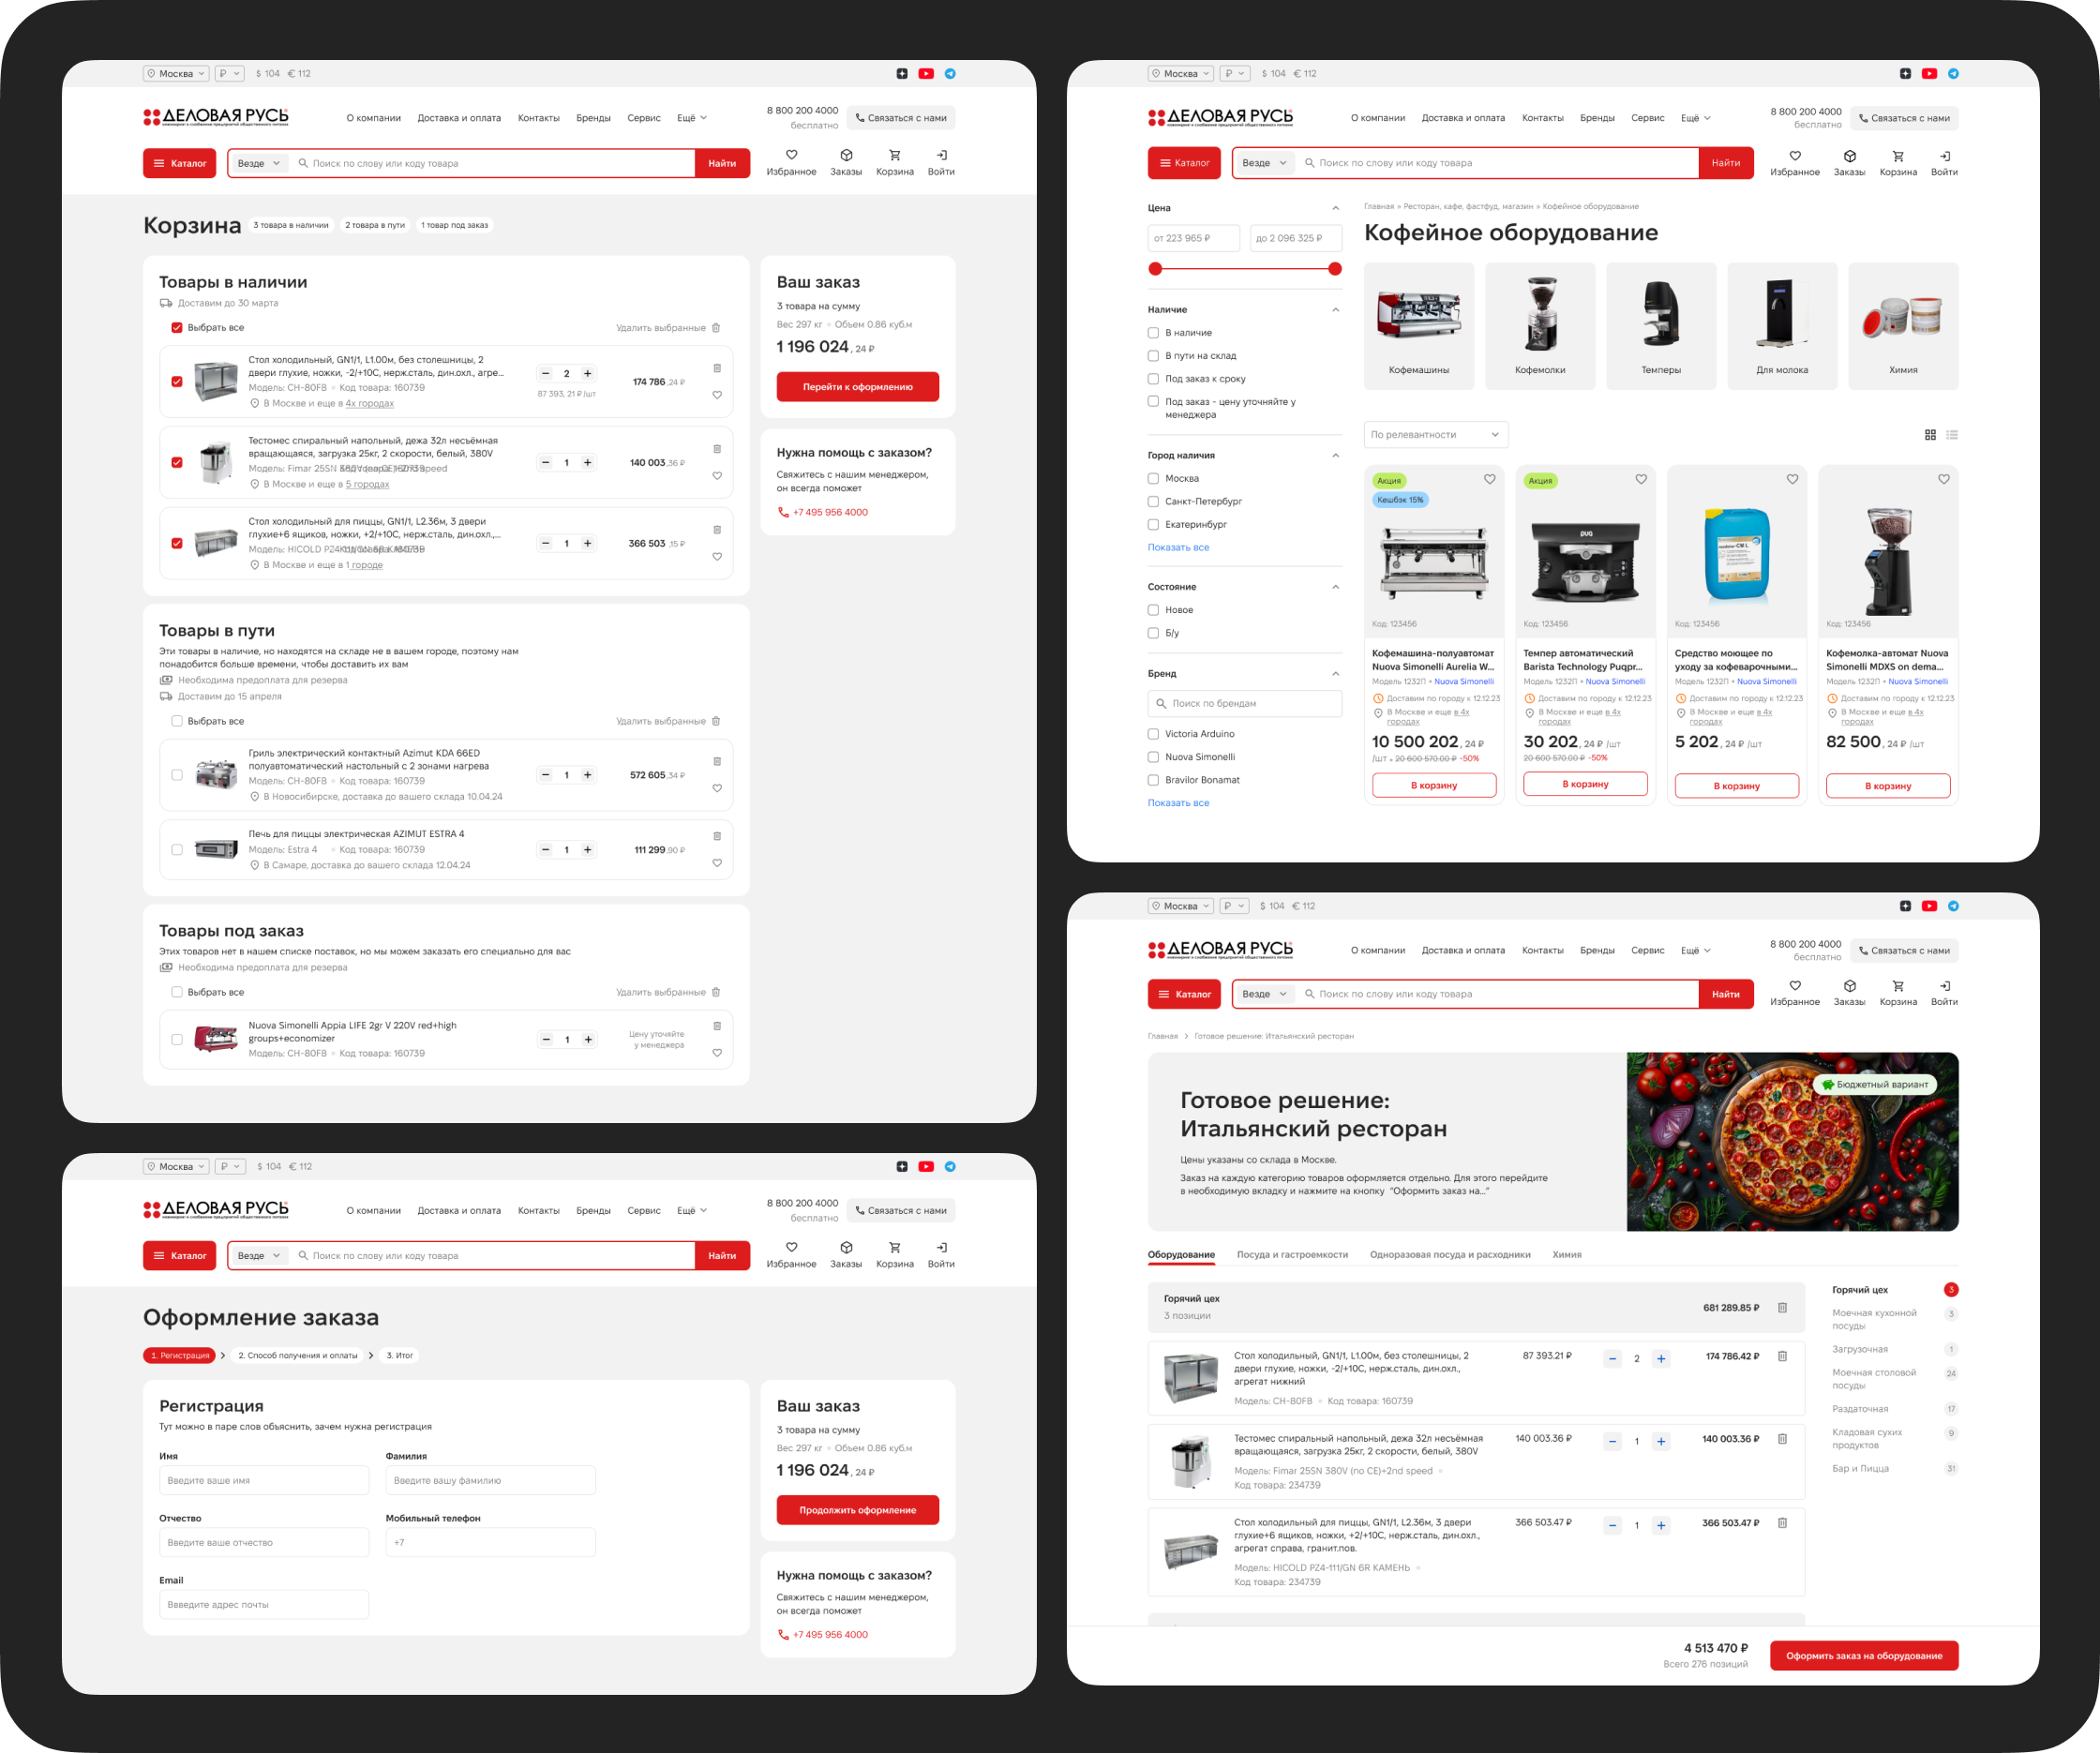 Москва ₽ $ 104 € 112
ДЕЛОВАЯ РУСЬ
О компании Доставка и оплата Контакты Бренды Сервис Ещё
8 800 200 4000
бесплатно
Связаться с нами
Каталог Везде Поиск по слову или коду товара Найти
Избранное Заказы Корзина Войти
Корзина 3 товара в наличии 2 товара в пути 1 товар под заказ
Товары в наличии
Доставим до 30 марта
Выбрать все Удалить выбранные
Стол холодильный, GN1/1, L1.00м, без столешницы, 2
двери глухие, ножки, -2/+10С, нерж.сталь, дин.охл., агре...
Модель: CH-80FB Код товара: 160739
В Москве и еще в 4х городах
2
87 393, 21 ₽/шт
174 786 ,24 ₽
Тестомес спиральный напольный, дежа 32л несъёмная
вращающаяся, загрузка 25кг, 2 скорости, белый, 380V
Модель: Fimar 25SN
В Москве и еще в 5 городах
1
140 003 ,36 ₽
Стол холодильный для пиццы, GN1/1, L2.36м, 3 двери
глухие+6 ящиков, ножки, +2/+10С, нерж.сталь, дин.охл.,...
Модель: HICOLD
В Москве и еще в 1 городе
1
366 503 ,15 ₽
Товары в пути
Эти товары в наличие, но находятся на складе не в вашем городе, поэтому нам
понадобится больше времени, чтобы доставить их вам
Необходима предоплата для резерва
Доставим до 15 апреля
Выбрать все Удалить выбранные
Гриль электрический контактный Azimut KDA 66ED
полуавтоматический настольный с 2 зонами нагрева
Модель: CH-80FB Код товара: 160739
В Новосибирске, доставка до вашего склада 10.04.24
1
572 605 ,34 ₽
Печь для пиццы электрическая AZIMUT ESTRA 4
Модель: Estra 4 Код товара: 160739
В Самаре, доставка до вашего склада 12.04.24
1
111 299 ,90 ₽
Товары под заказ
Этих товаров нет в нашем списке поставок, но мы можем заказать его специально для вас
Необходима предоплата для резерва
Выбрать все Удалить выбранные
Nuova Simonelli Appia LIFE 2gr V 220V red+high
groups+economizer
Модель: CH-80FB Код товара: 160739
1
Цену уточняйте
у менеджера
Ваш заказ
3 товара на сумму
Вес 297 кг Объем 0.86 куб.м
1 196 024 , 24 ₽
Перейти к оформлению
Нужна помощь с заказом?
Свяжитесь с нашим менеджером,
он всегда поможет
+7 495 956 4000
Москва ₽ $ 104 € 112
ДЕЛОВАЯ РУСЬ
О компании Доставка и оплата Контакты Бренды Сервис Ещё
8 800 200 4000
бесплатно
Связаться с нами
Каталог Везде Поиск по слову или коду товара Найти
Избранное Заказы Корзина Войти
Цена
от 223 965 ₽ до 2 096 325 ₽
Наличие
В наличие
В пути на склад
Под заказ к сроку
Под заказ - цену уточняйте у
менеджера
Город наличия
Москва
Санкт-Петербург
Екатеринбург
Показать все
Состояние
Новое
Б/у
Бренд
Поиск по брендам
Victoria Arduino
Nuova Simonelli
Bravilor Bonamat
Показать все
Главная » Ресторан, кафе, фастфуд, магазин » Кофейное оборудование
Кофейное оборудование
Кофемашины Кофемолки Темперы Для молока Химия
По релевантности
Акция
Кешбэк 15%
Код: 123456
Кофемашина-полуавтомат
Nuova Simonelli Aurelia W...
Модель 1232П • Nuova Simonelli
Доставим по городу к 12.12.23
В Москве и еще в 4х
городах
10 500 202 , 24 ₽
/шт • 20 600 570.00 ₽ -50%
В корзину
Акция
puq
Код: 123456
Темпер автоматический
Barista Technology Puqpr...
Модель 1232П • Nuova Simonelli
Доставим по городу к 12.12.23
В Москве и еще в 4х
городах
30 202 , 24 ₽ /шт
20 600 570.00 ₽ -50%
В корзину
Код: 123456
Средство моющее по
уходу за кофеварочными...
Модель 1232П • Nuova Simonelli
Доставим по городу к 12.12.23
В Москве и еще в 4х
городах
5 202 , 24 ₽ /шт
В корзину
Код: 123456
Кофемолка-автомат Nuova
Simonelli MDXS on dema...
Модель 1232П • Nuova Simonelli
Доставим по городу к 12.12.23
В Москве и еще в 4х
городах
82 500 , 24 ₽ /шт
В корзину
Москва ₽ $ 104 € 112
ДЕЛОВАЯ РУСЬ
О компании Доставка и оплата Контакты Бренды Сервис Ещё
8 800 200 4000
бесплатно
Связаться с нами
Каталог Везде Поиск по слову или коду товара Найти
Избранное Заказы Корзина Войти
Оформление заказа
1. Регистрация 2. Способ получения и оплаты 3. Итог
Регистрация
Тут можно в паре слов объяснить, зачем нужна регистрация
Имя Фамилия
Введите ваше имя Введите вашу фамилию
Отчество Мобильный телефон
Введите ваше отчество +7
Email
Ввведите адрес почты
Ваш заказ
3 товара на сумму
Вес 297 кг Объем 0.86 куб.м
1 196 024 , 24 ₽
Продолжить оформление
Нужна помощь с заказом?
Свяжитесь с нашим менеджером,
он всегда поможет
+7 495 956 4000
Москва ₽ $ 104 € 112
ДЕЛОВАЯ РУСЬ
О компании Доставка и оплата Контакты Бренды Сервис Ещё
8 800 200 4000
бесплатно
Связаться с нами
Каталог Везде Поиск по слову или коду товара Найти
Избранное Заказы Корзина Войти
Главная > Готовое решение: Итальянский ресторан
Готовое решение:
Итальянский ресторан
Цены указаны со склада в Москве.
Заказ на каждую категорию товаров оформляется отдельно. Для этого перейдите
в необходимую вкладку и нажмите на кнопку “Оформить заказ на...”
Бюджетный вариант
Оборудование Посуда и гастроемкости Одноразовая посуда и расходники Химия
Горячий цех
3 позиции
681 289.85 ₽
Стол холодильный, GN1/1, L1.00м, без столешницы, 2
двери глухие, ножки, -2/+10С, нерж.сталь, дин.охл.,
агрегат нижний
Модель: CH-80FB Код товара: 160739
87 393.21 ₽ 2 174 786.42 ₽
Тестомес спиральный напольный, дежа 32л несъёмная
вращающаяся, загрузка 25кг, 2 скорости, белый, 380V
Модель: Fimar 25SN 380V (no CE)+2nd speed
Код товара: 234739
140 003.36 ₽ 1 140 003.36 ₽
Стол холодильный для пиццы, GN1/1, L2.36м, 3 двери
глухие+6 ящиков, ножки, +2/+10С, нерж.сталь, дин.охл.,
агрегат справа, гранит.пов.
Модель: HICOLD PZ4-111/GN 6R КАМЕНЬ
Код товара: 234739
366 503.47 ₽ 1 366 503.47 ₽
Горячий цех 3
Моечная кухонной
посуды 3
Загрузочная 1
Моечная столовой
посуды 24
Раздаточная 17
Кладовая сухих
продуктов 9
Бар и Пицца 31
4 513 470 ₽
Всего 276 позиций
Оформить заказ на оборудование